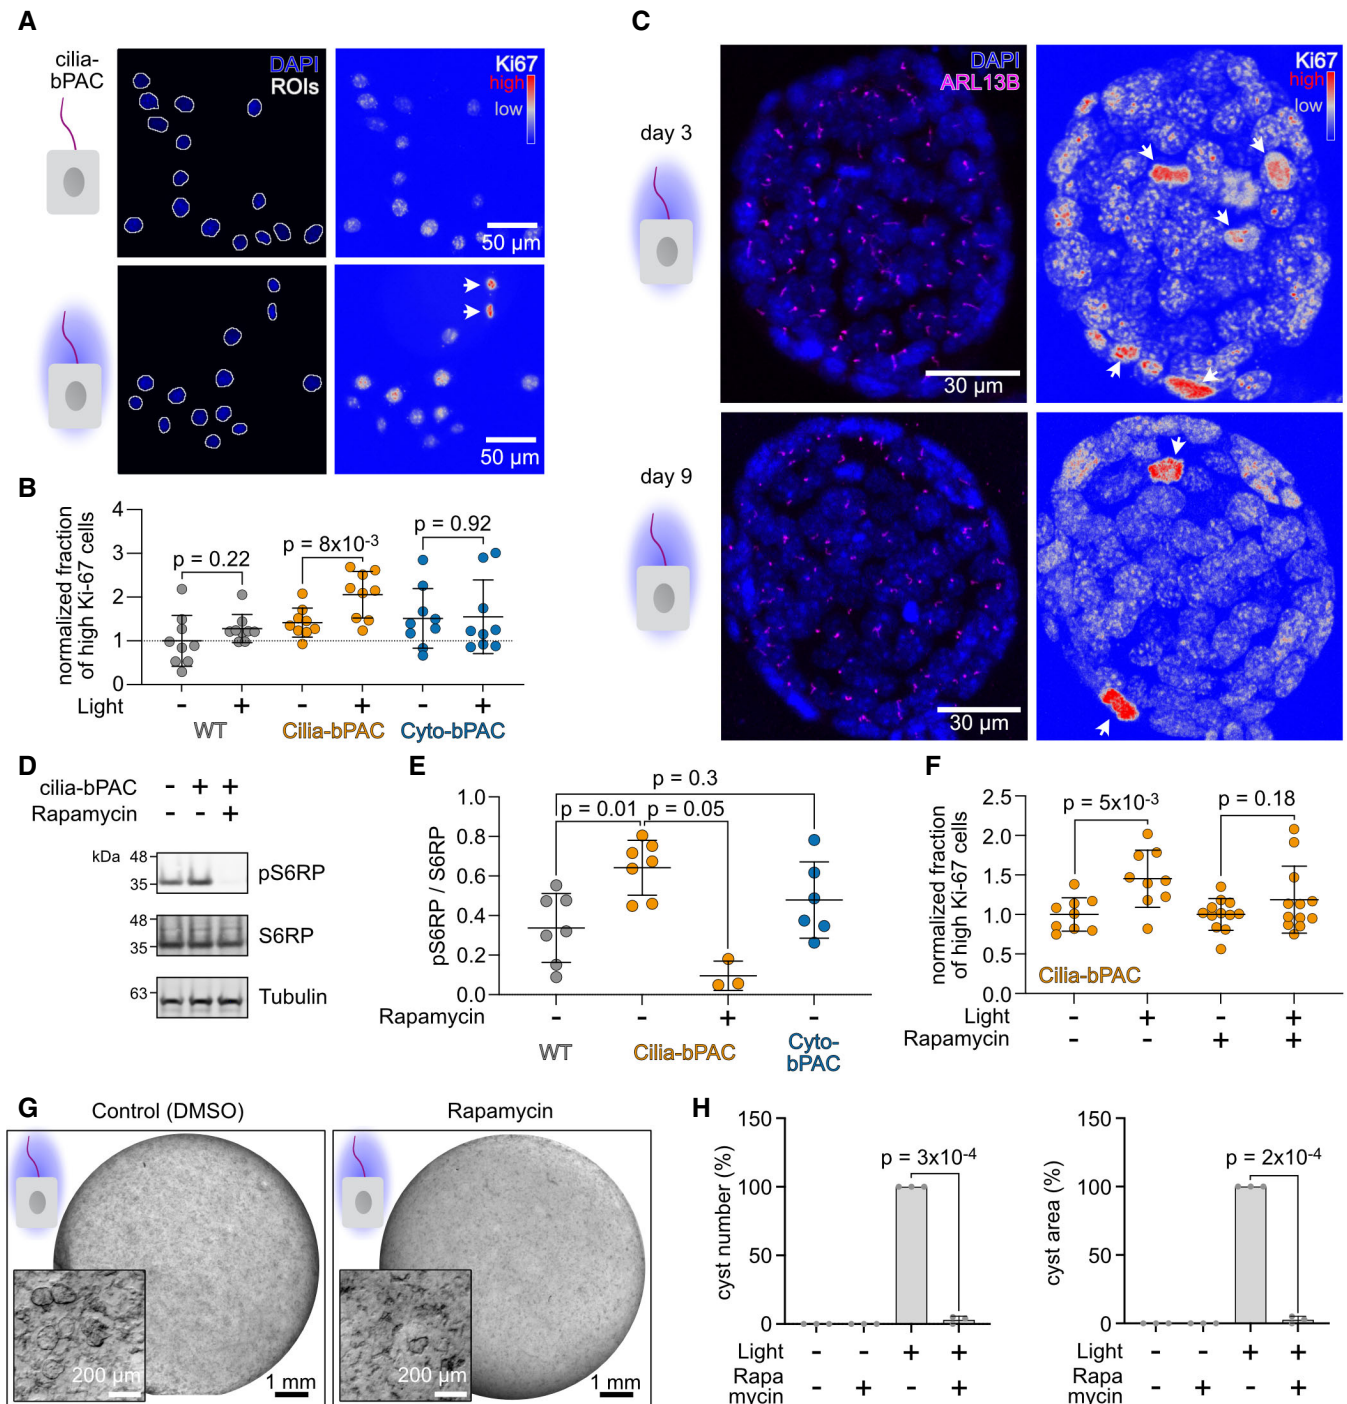 A
cilia-
bPAC
DAPI
ROIs
Ki67
high
low
50 µm
50 µm
B
normalized fraction
of high Ki-67 cells
4
3
2
1
0
p = 0.22
p = 8x10-3
p = 0.92
Light
- + - + - +
WT
Cilia-bPAC
Cyto-bPAC
C
day 3
DAPI
ARL13B
Ki67
high
low
30 µm
day 9
30 µm
D
cilia-bPAC - + +
Rapamycin - - +
kDa
48
35
pS6RP
48
35
S6RP
63
Tubulin
E
pS6RP / S6RP
1.0
0.8
0.6
0.4
0.2
0.0
p = 0.3
p = 0.01
p = 0.05
Rapamycin - - + -
WT
Cilia-bPAC
Cyto-
bPAC
F
normalized fraction
of high Ki-67 cells
2.5
2.0
1.5
1.0
0.5
0.0
p = 5x10-3
p = 0.18
Cilia-bPAC
Light - + - +
Rapamycin - - + +
G
Control (DMSO)
200 µm
1 mm
Rapamycin
200 µm
1 mm
H
cyst number (%)
150
100
50
0
p = 3x10-4
Light - - + +
Rapa
mycin - + - +
cyst area (%)
150
100
50
0
p = 2x10-4
Light - - + +
Rapa
mycin - + - +